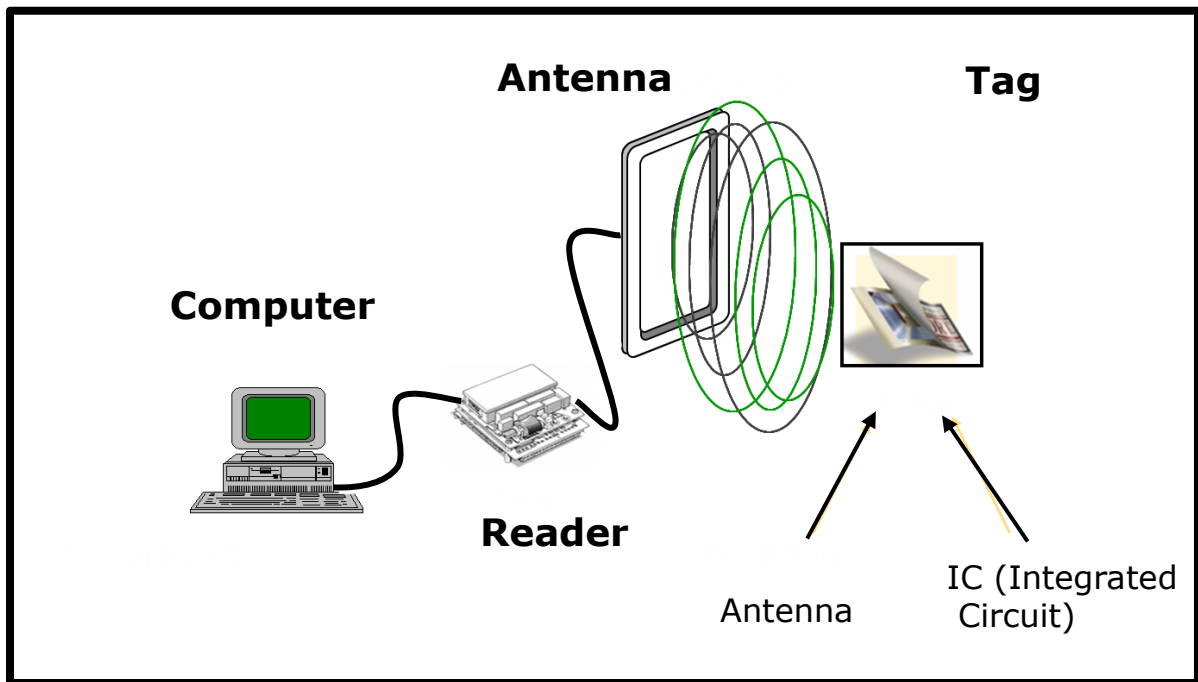 Antenna
Tag
Computer
Reader
Antenna
IC (Integrated
Circuit)